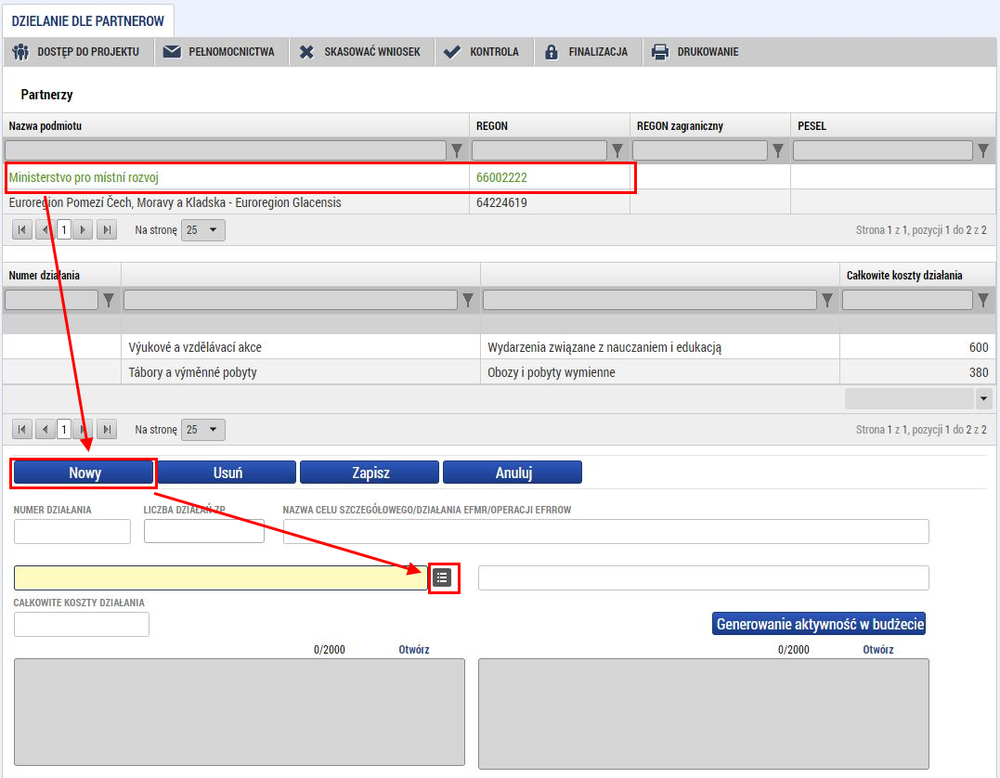 DZIELANIE DLE PARTNEROW
DOSTĘP DO PROJEKTU PEŁNOMOCNICTWA SKASOWAĆ WNIOSEK KONTROLA FINALIZACJA DRUKOWANIE
Partnerzy
Nazwa podmiotu REGON REGON zagraniczny PESEL
Ministerstvo pro místní rozvoj 66002222
Euroregion Pomezí Čech, Moravy a Kladska - Euroregion Glacensis 64224619
1 Na stronę 25 Strona 1 z 1, pozycji 1 do 2 z 2
Numer działania Całkowite koszty działania
Výukové a vzdělávací akce Wydarzenia związane z nauczaniem i edukacją 600
Tábory a výměnné pobyty Obozy i pobyty wymienne 380
1 Na stronę 25 Strona 1 z 1, pozycji 1 do 2 z 2
Nowy Usuń Zapisz Anuluj
NUMER DZIAŁANIA LICZBA DZIAŁAŃ ZP NAZWA CELU SZCZEGÓŁOWEGO/DZIAŁANIA EFMR/OPERACJI EFRROW
CAŁKOWITE KOSZTY DZIAŁANIA
Generowanie aktywność w budżecie
0/2000 Otwórz 0/2000 Otwórz